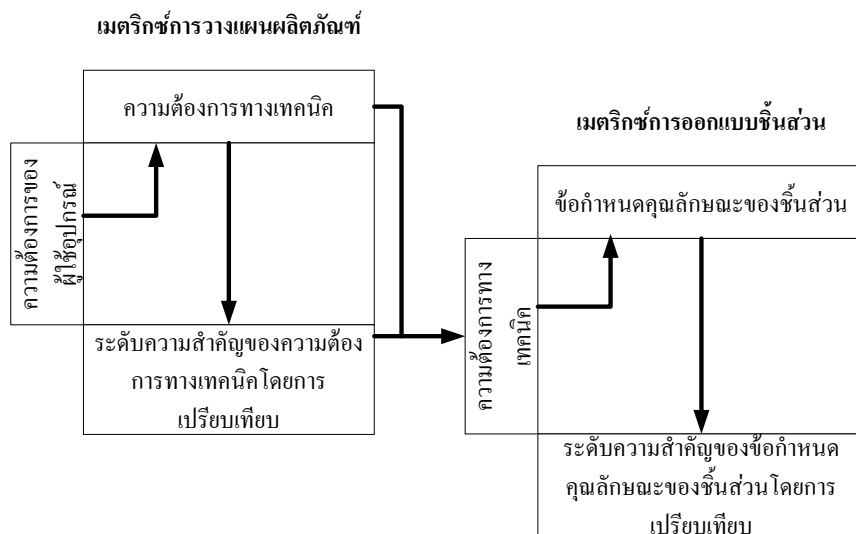 เมตริกซ์การวางแผนผลิตภัณฑ์
ความต้องการทางเทคนิค
ความต้องการของ
ผู้ใช้อุปกรณ์
ระดับความสำคัญของความต้อง
การทางเทคนิคโดยการ
เปรียบเทียบ
เมตริกซ์การออกแบบชิ้นส่วน
ข้อกำหนดคุณลักษณะของชิ้นส่วน
ความต้องการทาง
เทคนิค
ระดับความสำคัญของข้อกำหนด
คุณลักษณะของชิ้นส่วนโดยการ
เปรียบเทียบ